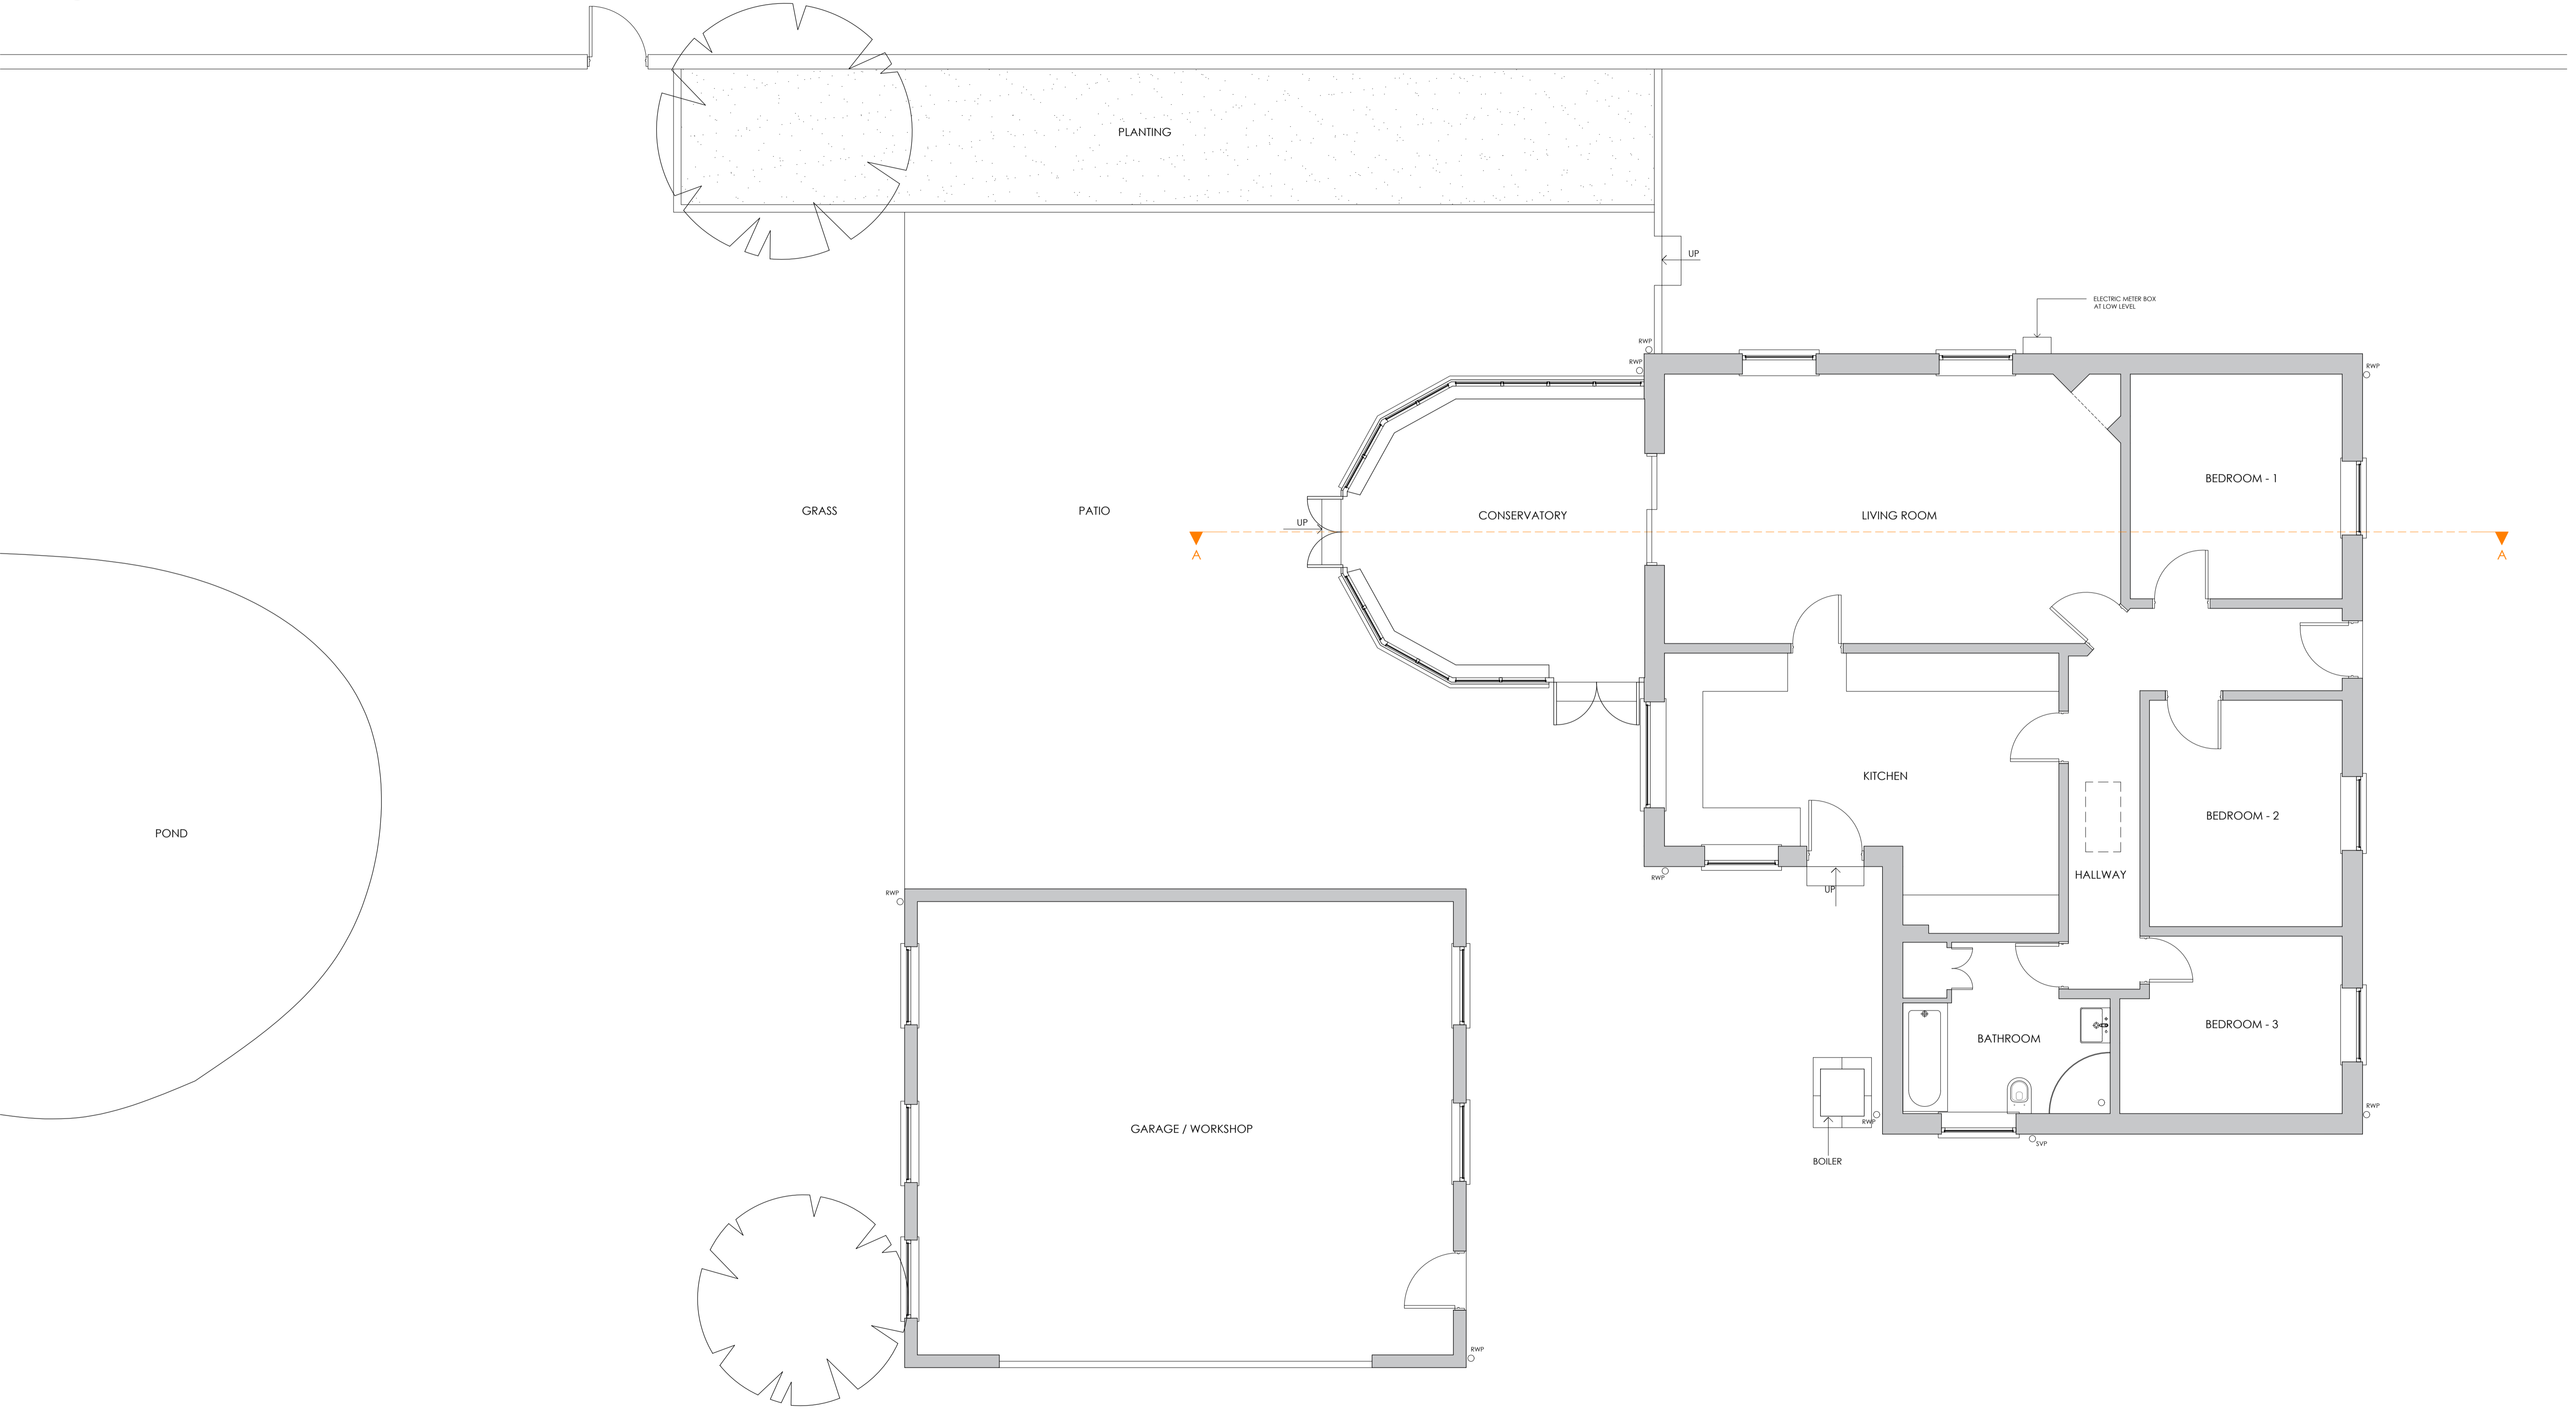 PLANTING
UP
ELECTRIC METER BOX
AT LOW LEVEL
RWP
RWP
RWP
BEDROOM - 1
GRASS
PATIO
CONSERVATORY
LIVING ROOM
UP
A
A
KITCHEN
BEDROOM - 2
POND
HALLWAY
RWP
UP
RWP
BEDROOM - 3
BATHROOM
RWP
RWP
GARAGE / WORKSHOP
SVP
BOILER
RWP